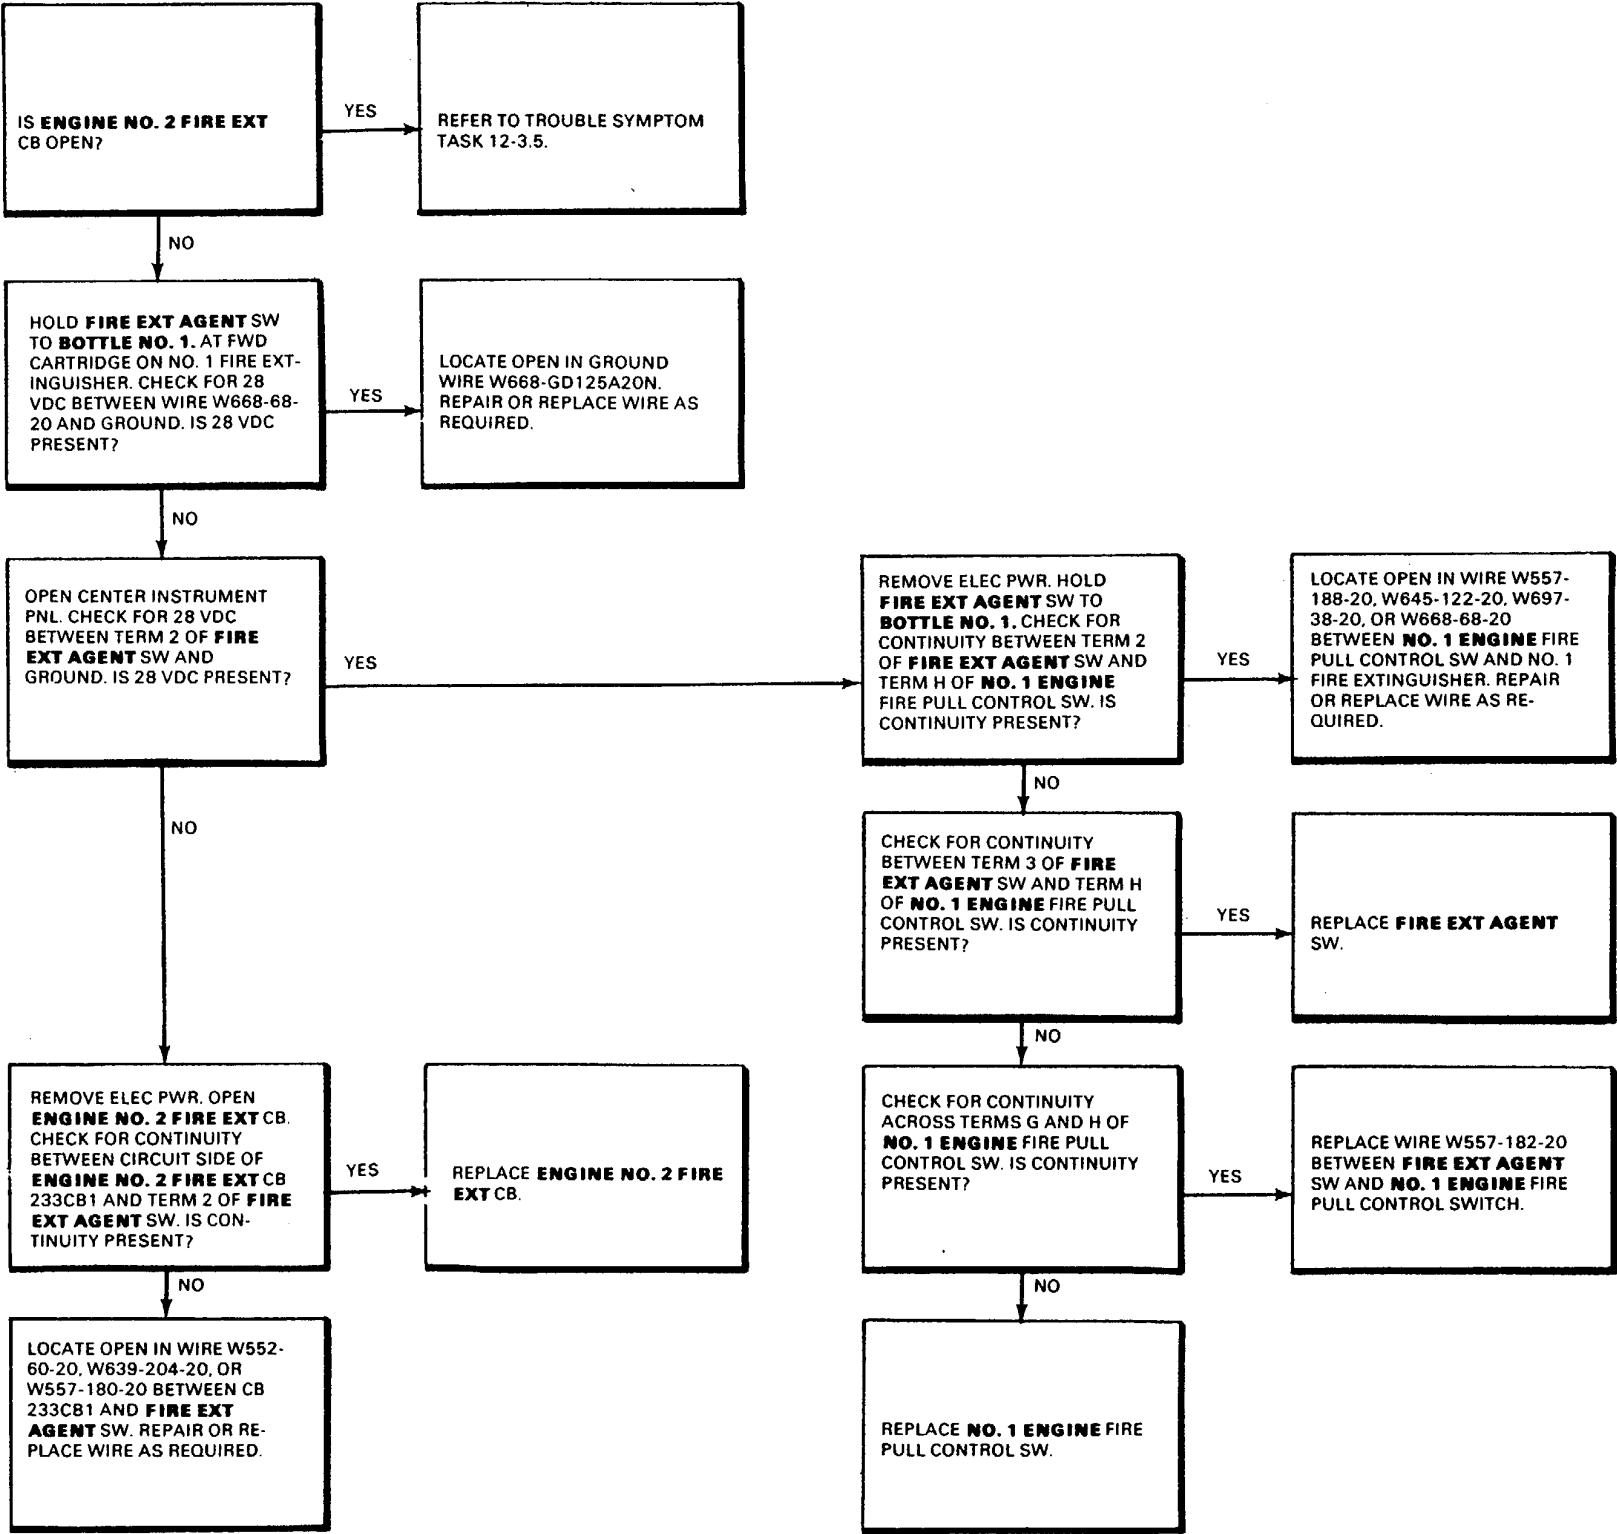 IS ENGINE NO. 2 FIRE EXT
CB OPEN?
YES
REFER TO TROUBLE SYMPTOM
TASK 12-3.5.
NO
HOLD FIRE EXT AGENT SW
TO BOTTLE NO. 1. AT FWD
CARTRIDGE ON NO. 1 FIRE EXT-
INGUISHER. CHECK FOR 28
VDC BETWEEN WIRE W668-68-
20 AND GROUND. IS 28 VDC
PRESENT?
YES
LOCATE OPEN IN GROUND
WIRE W668-GD125A20N.
REPAIR OR REPLACE WIRE AS
REQUIRED.
NO
OPEN CENTER INSTRUMENT
PNL. CHECK FOR 28 VDC
BETWEEN TERM 2 OF FIRE
EXT AGENT SW AND
GROUND. IS 28 VDC PRESENT?
YES
REMOVE ELEC PWR. HOLD
FIRE EXT AGENT SW TO
BOTTLE NO. 1. CHECK FOR
CONTINUITY BETWEEN TERM 2
OF FIRE EXT AGENT SW AND
TERM H OF NO. 1 ENGINE
FIRE PULL CONTROL SW. IS
CONTINUITY PRESENT?
YES
LOCATE OPEN IN WIRE W557-
188-20, W645-122-20, W697-
38-20, OR W668-68-20
BETWEEN NO. 1 ENGINE FIRE
PULL CONTROL SW AND NO. 1
FIRE EXTINGUISHER. REPAIR
OR REPLACE WIRE AS RE-
QUIRED.
NO
NO
CHECK FOR CONTINUITY
BETWEEN TERM 3 OF FIRE
EXT AGENT SW AND TERM H
OF NO. 1 ENGINE FIRE PULL
CONTROL SW. IS CONTINUITY
PRESENT?
YES
REPLACE FIRE EXT AGENT
SW.
NO
REMOVE ELEC PWR. OPEN
ENGINE NO. 2 FIRE EXT CB.
CHECK FOR CONTINUITY
BETWEEN CIRCUIT SIDE OF
ENGINE NO. 2 FIRE EXT CB
233CB1 AND TERM 2 OF FIRE
EXT AGENT SW. IS CON-
TINUITY PRESENT?
YES
REPLACE ENGINE NO. 2 FIRE
EXT CB.
CHECK FOR CONTINUITY
ACROSS TERMS G AND H OF
NO. 1 ENGINE FIRE PULL
CONTROL SW. IS CONTINUITY
PRESENT?
YES
REPLACE WIRE W557-182-20
BETWEEN FIRE EXT AGENT
SW AND NO. 1 ENGINE FIRE
PULL CONTROL SWITCH.
NO
NO
LOCATE OPEN IN WIRE W552-
60-20, W639-204-20, OR
W557-180-20 BETWEEN CB
233CB1 AND FIRE EXT
AGENT SW. REPAIR OR RE-
PLACE WIRE AS REQUIRED.
REPLACE NO. 1 ENGINE FIRE
PULL CONTROL SW.